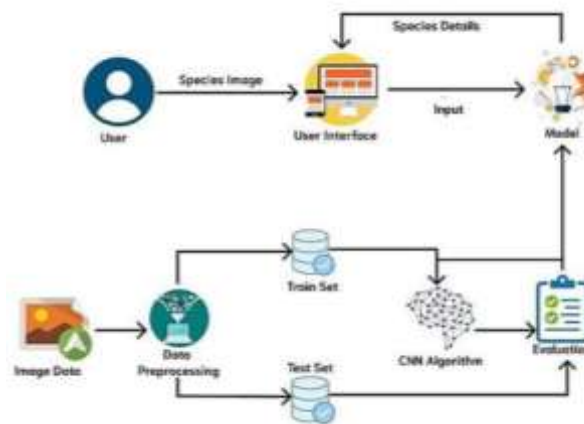 Species Details
Species Image
User
User Interface
Input
Model
Train Set
Image Data
Data
Preprocessing
CNN Algorithm
Evaluation
Test Set